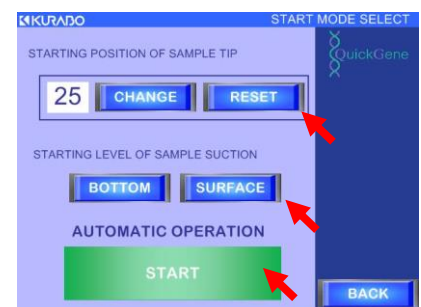 KURABO START MODE SELECT
STARTING POSITION OF SAMPLE TIP
QuickGene
25 CHANGE RESET
STARTING LEVEL OF SAMPLE SUCTION
BOTTOM SURFACE
AUTOMATIC OPERATION
START
BACK